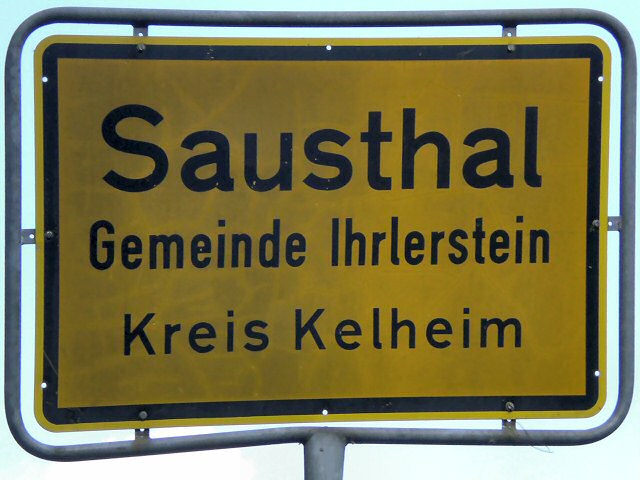 Sausthal
Gemeinde Ihrlerstein
Kreis Kelheim